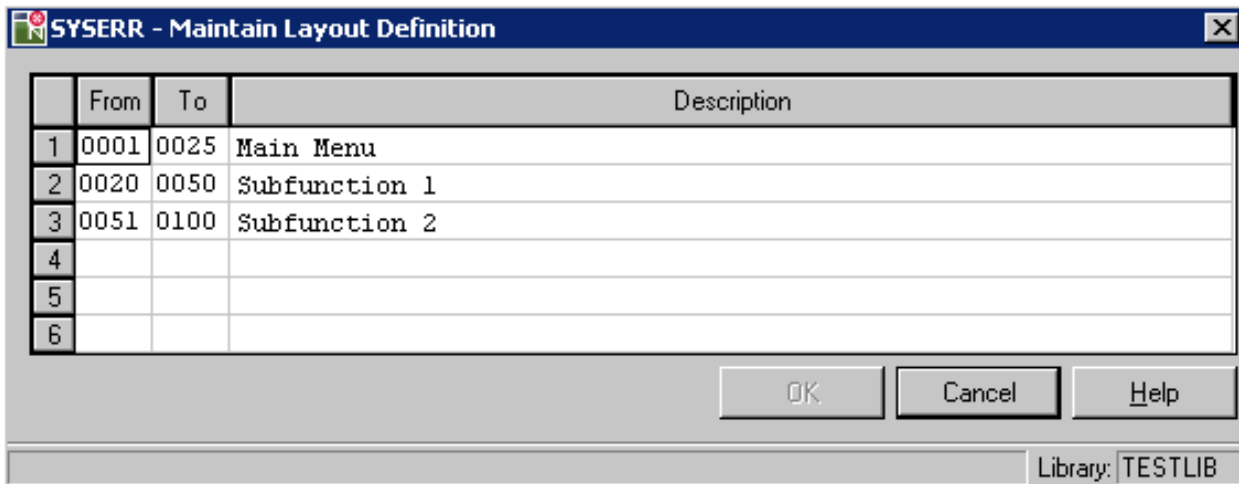 SYSERR - Maintain Layout Definition
From To Description
1 0001 0025 Main Menu
2 0020 0050 Subfunction 1
3 0051 0100 Subfunction 2
4
5
6
OK Cancel Help
Library: TESTLIB